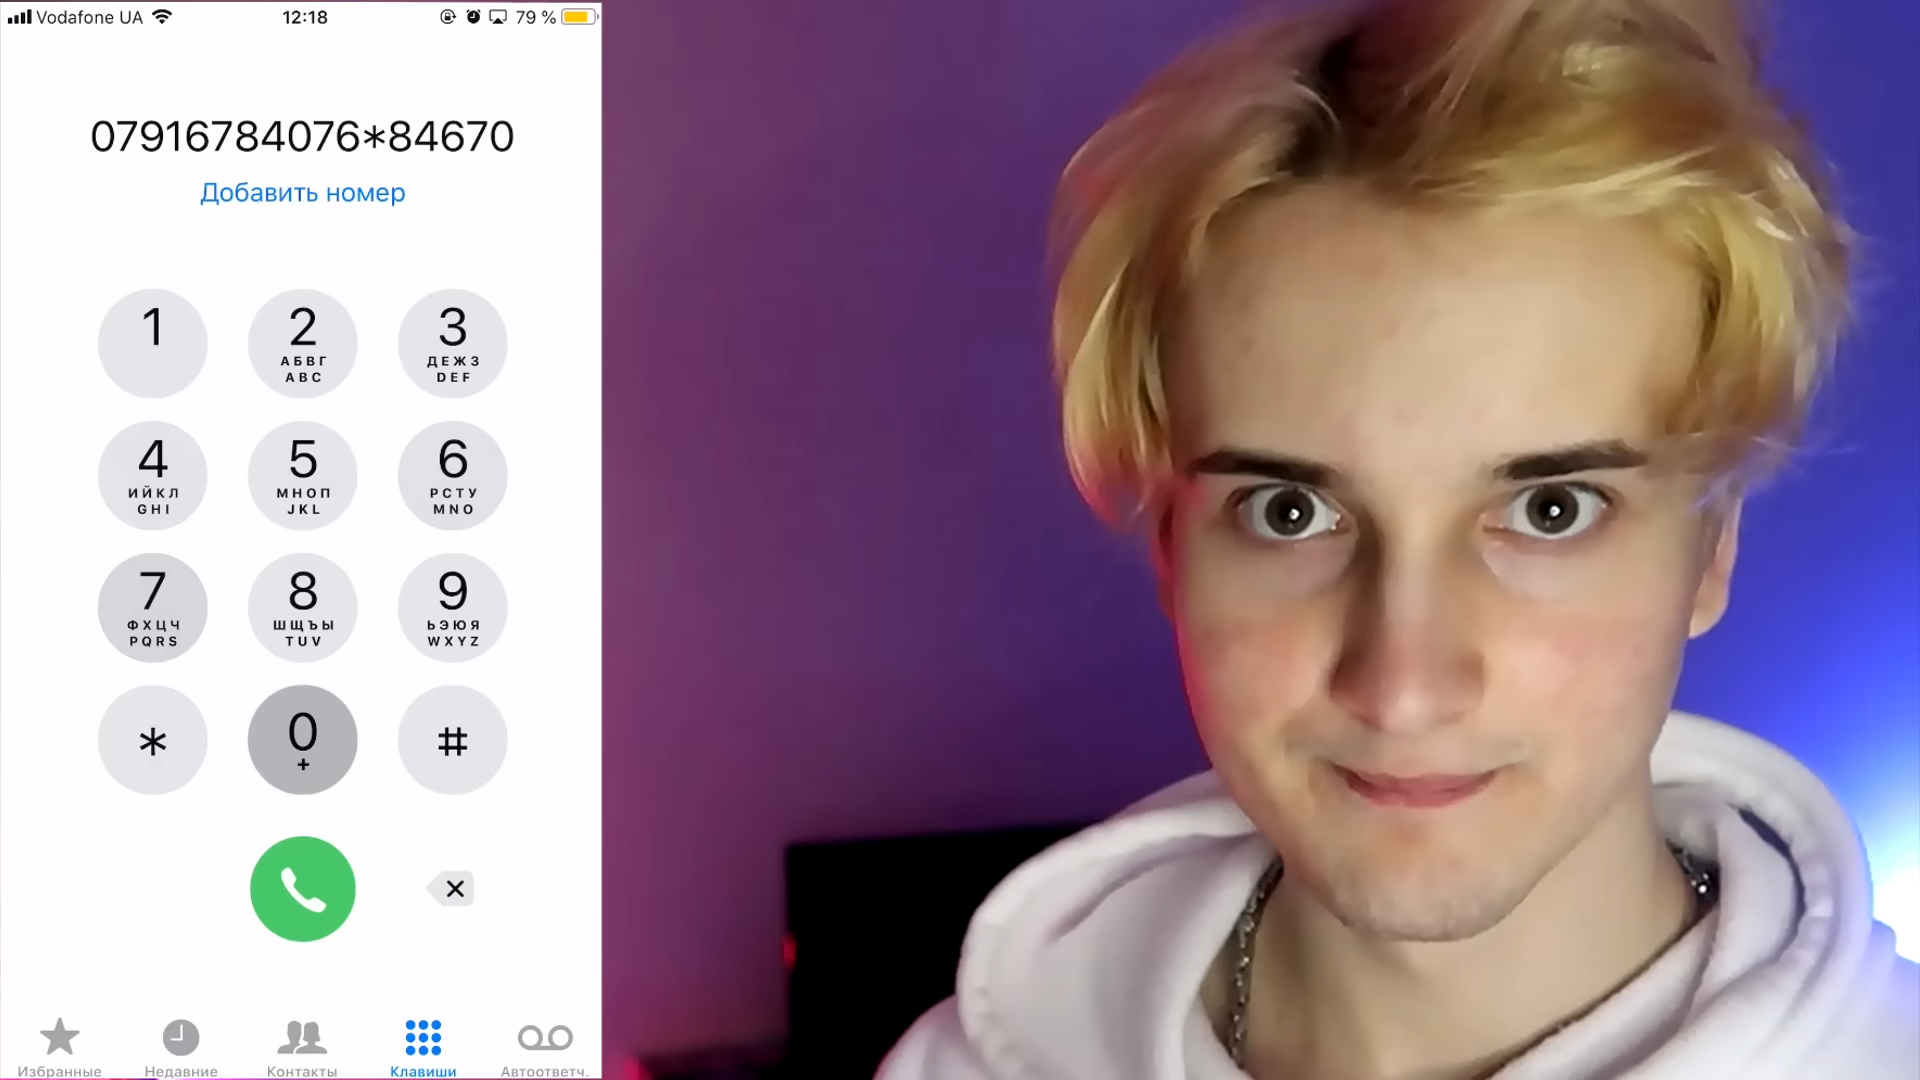 Vodafone UA 12:18 79 %
07916784076*84670
Добавить номер
1 2 3
АБВГ ДЕЖЗ
ABC DEF
4 5 6
ИЙКЛ МНОП РСТУ
GHI JKL MNO
7 8 9
ФХЦЧ ШЩЪЫ ЬЭЮЯ
PQRS TUV WXYZ
* 0 #
+
Избранные Недавние Контакты Клавиши Автоответч.